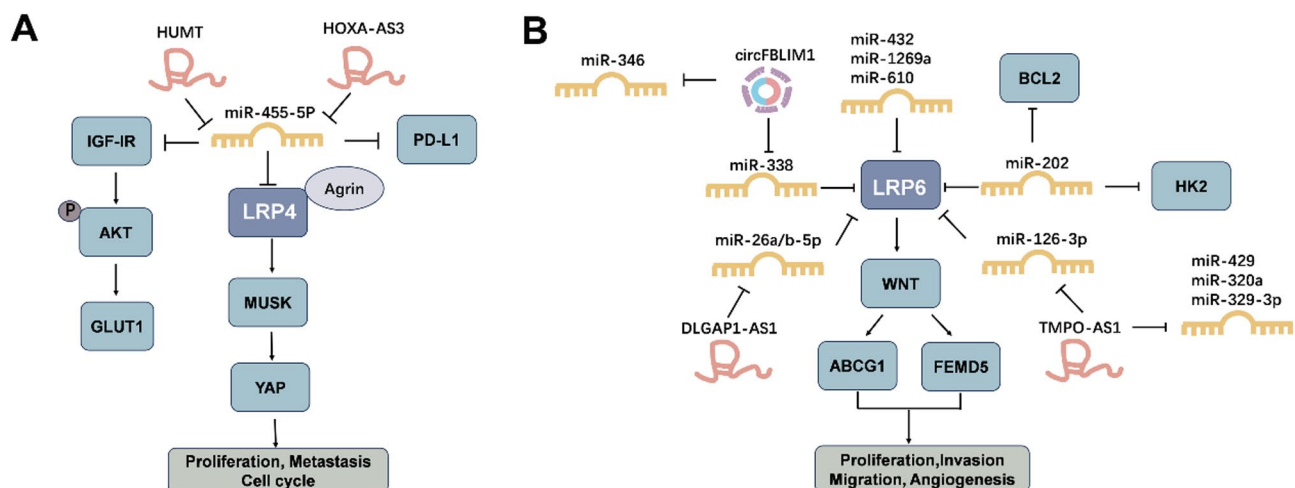 A
HUMT
HOXA-AS3
miR-455-5P
IGF-IR
PD-L1
Agrin
LRP4
P
AKT
MUSK
GLUT1
YAP
Proliferation, Metastasis
Cell cycle
B
miR-346
circFBLIM1
miR-432
miR-1269a
miR-610
BCL2
miR-338
LRP6
miR-202
HK2
miR-26a/b-5p
miR-126-3p
WNT
miR-429
miR-320a
miR-329-3p
DLGAP1-AS1
TMPO-AS1
ABCG1
FEMD5
Proliferation,Invasion
Migration, Angiogenesis